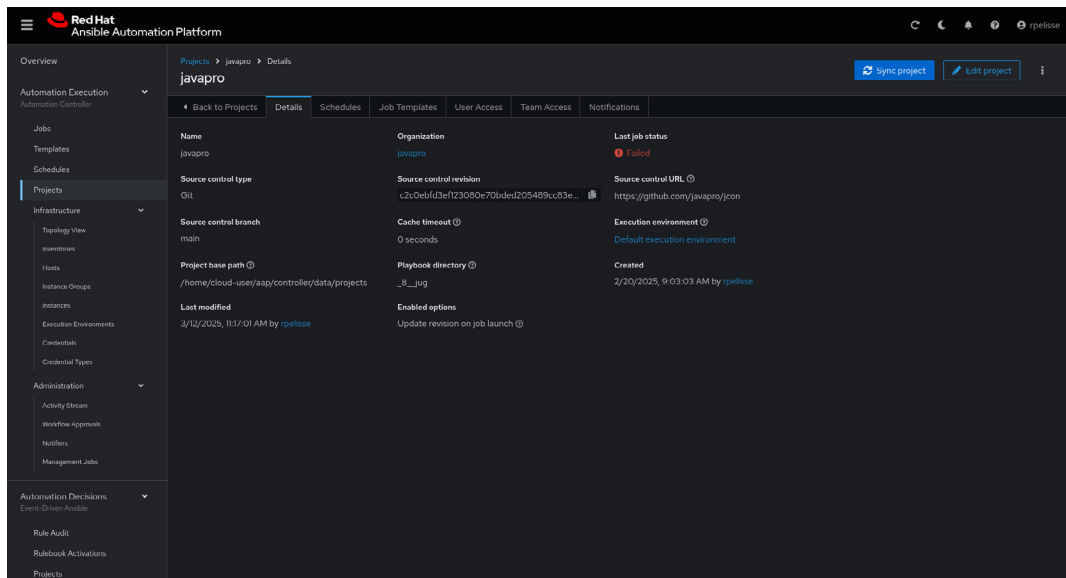 Red Hat
Ansible Automation Platform
rpelisse
Overview
Automation Execution
Automation Controller
Jobs
Templates
Schedules
Projects
Infrastructure
Topology View
Inventories
Hosts
Instance Groups
Instances
Execution Environments
Credentials
Credential Types
Administration
Activity Stream
Workflow Approvals
Notifiers
Management Jobs
Automation Decisions
Event-Driven Ansible
Rule Audit
Rulebook Activations
Projects
Projects > javapro > Details
javapro
Sync project
Edit project
Back to Projects Details Schedules Job Templates User Access Team Access Notifications
Name Organization Last job status
javapro javapro Failed
Source control type Source control revision Source control URL
Git c2c0ebfd3ef123080e70bded205489cc83e... https://github.com/javapro/jcon
Source control branch Cache timeout Execution environment
main 0 seconds Default execution environment
Project base path Playbook directory Created
/home/cloud-user/aap/controller/data/projects _8__jug 2/20/2025, 9:03:03 AM by rpelisse
Last modified Enabled options
3/12/2025, 11:17:01 AM by rpelisse Update revision on job launch